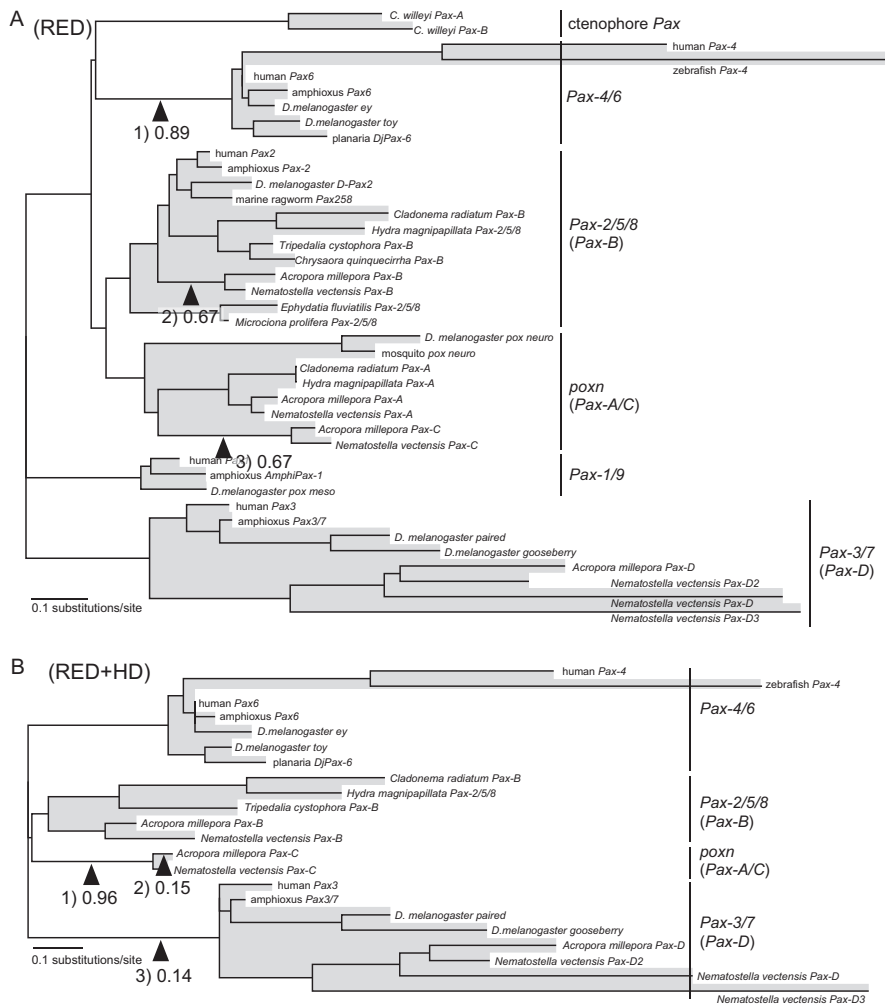 A
(RED)
C. willeyi Pax-A
C. willeyi Pax-B
ctenophore Pax
human Pax-4
zebrafish Pax-4
human Pax6
amphioxus Pax6
D.melanogaster ey
D.melanogaster toy
planaria DjPax-6
Pax-4/6
1) 0.89
human Pax2
amphioxus Pax-2
D. melanogaster D-Pax2
marine ragworm Pax258
Cladonema radiatum Pax-B
Hydra magnipapillata Pax-2/5/8
Tripedalia cystophora Pax-B
Chrysaora quinquecirrha Pax-B
Acropora millepora Pax-B
Nematostella vectensis Pax-B
Ephydatia fluviatilis Pax-2/5/8
Microciona prolifera Pax-2/5/8
Pax-2/5/8
(Pax-B)
2) 0.67
D. melanogaster pox neuro
mosquito pox neuro
Cladonema radiatum Pax-A
Hydra magnipapillata Pax-A
Acropora millepora Pax-A
Nematostella vectensis Pax-A
Acropora millepora Pax-C
Nematostella vectensis Pax-C
poxn
(Pax-A/C)
3) 0.67
human
amphioxus AmphiPax-1
D.melanogaster pox meso
Pax-1/9
human Pax3
amphioxus Pax3/7
D. melanogaster paired
D.melanogaster gooseberry
Acropora millepora Pax-D
Nematostella vectensis Pax-D2
Nematostella vectensis Pax-D
Nematostella vectensis Pax-D3
Pax-3/7
(Pax-D)
0.1 substitutions/site
B
(RED+HD)
human Pax-4
zebrafish Pax-4
human Pax6
amphioxus Pax6
D.melanogaster ey
D.melanogaster toy
planaria DjPax-6
Pax-4/6
Cladonema radiatum Pax-B
Hydra magnipapillata Pax-2/5/8
Tripedalia cystophora Pax-B
Acropora millepora Pax-B
Nematostella vectensis Pax-B
Pax-2/5/8
(Pax-B)
Acropora millepora Pax-C
Nematostella vectensis Pax-C
poxn
(Pax-A/C)
1) 0.96
2) 0.15
human Pax3
amphioxus Pax3/7
D. melanogaster paired
D.melanogaster gooseberry
Acropora millepora Pax-D
Nematostella vectensis Pax-D2
Nematostella vectensis Pax-D
Nematostella vectensis Pax-D3
Pax-3/7
(Pax-D)
0.1 substitutions/site
3) 0.14